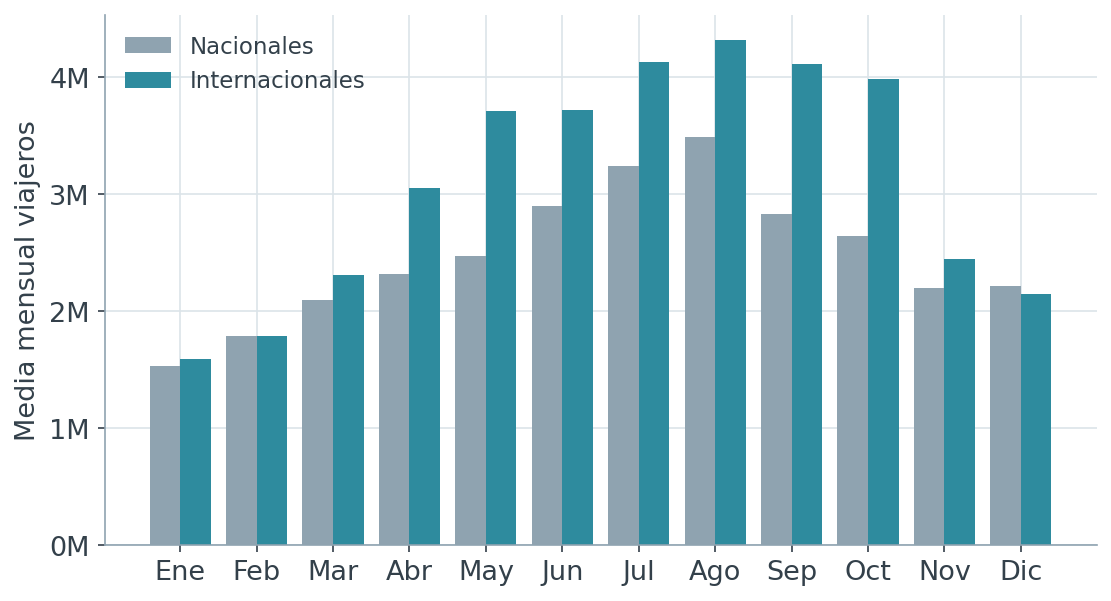 Nacionales
Internacionales
Media mensual viajeros
4M
3M
2M
1M
0M
Ene Feb Mar Abr May Jun Jul Ago Sep Oct Nov Dic